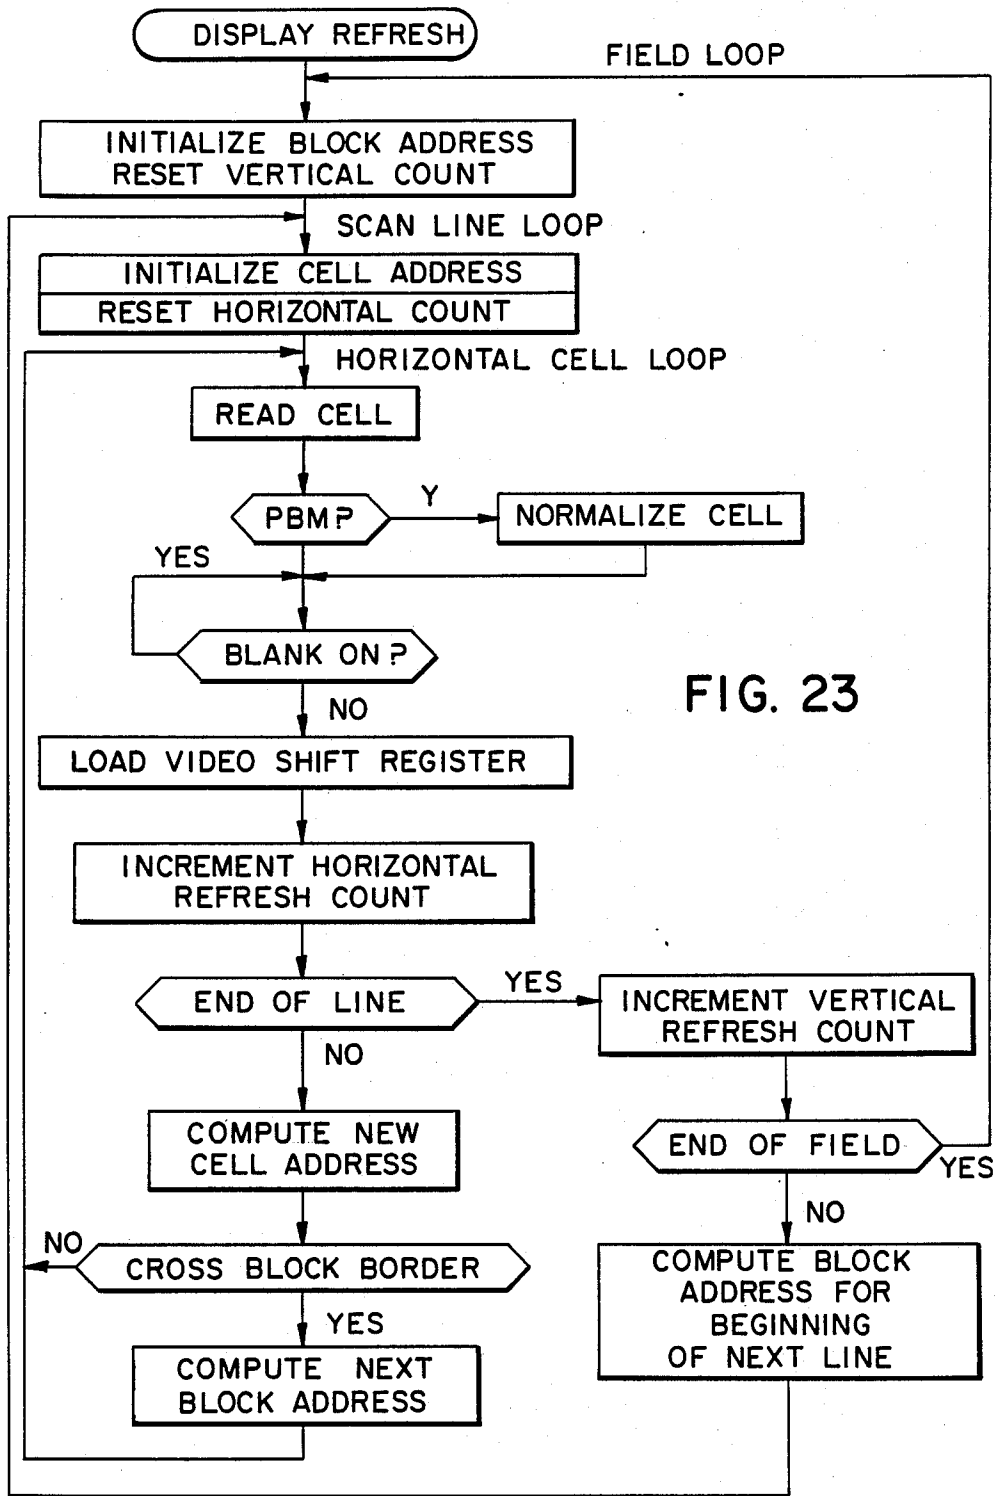 DISPLAY REFRESH
FIELD LOOP
INITIALIZE BLOCK ADDRESS
RESET VERTICAL COUNT
SCAN LINE LOOP
INITIALIZE CELL ADDRESS
RESET HORIZONTAL COUNT
HORIZONTAL CELL LOOP
READ CELL
PBM?
Y
NORMALIZE CELL
YES
BLANK ON?
NO
FIG. 23
LOAD VIDEO SHIFT REGISTER
INCREMENT HORIZONTAL
REFRESH COUNT
END OF LINE
YES
INCREMENT VERTICAL
REFRESH COUNT
NO
COMPUTE NEW
CELL ADDRESS
END OF FIELD
YES
NO
NO
CROSS BLOCK BORDER
COMPUTE BLOCK
ADDRESS FOR
BEGINNING
OF NEXT LINE
YES
COMPUTE NEXT
BLOCK ADDRESS